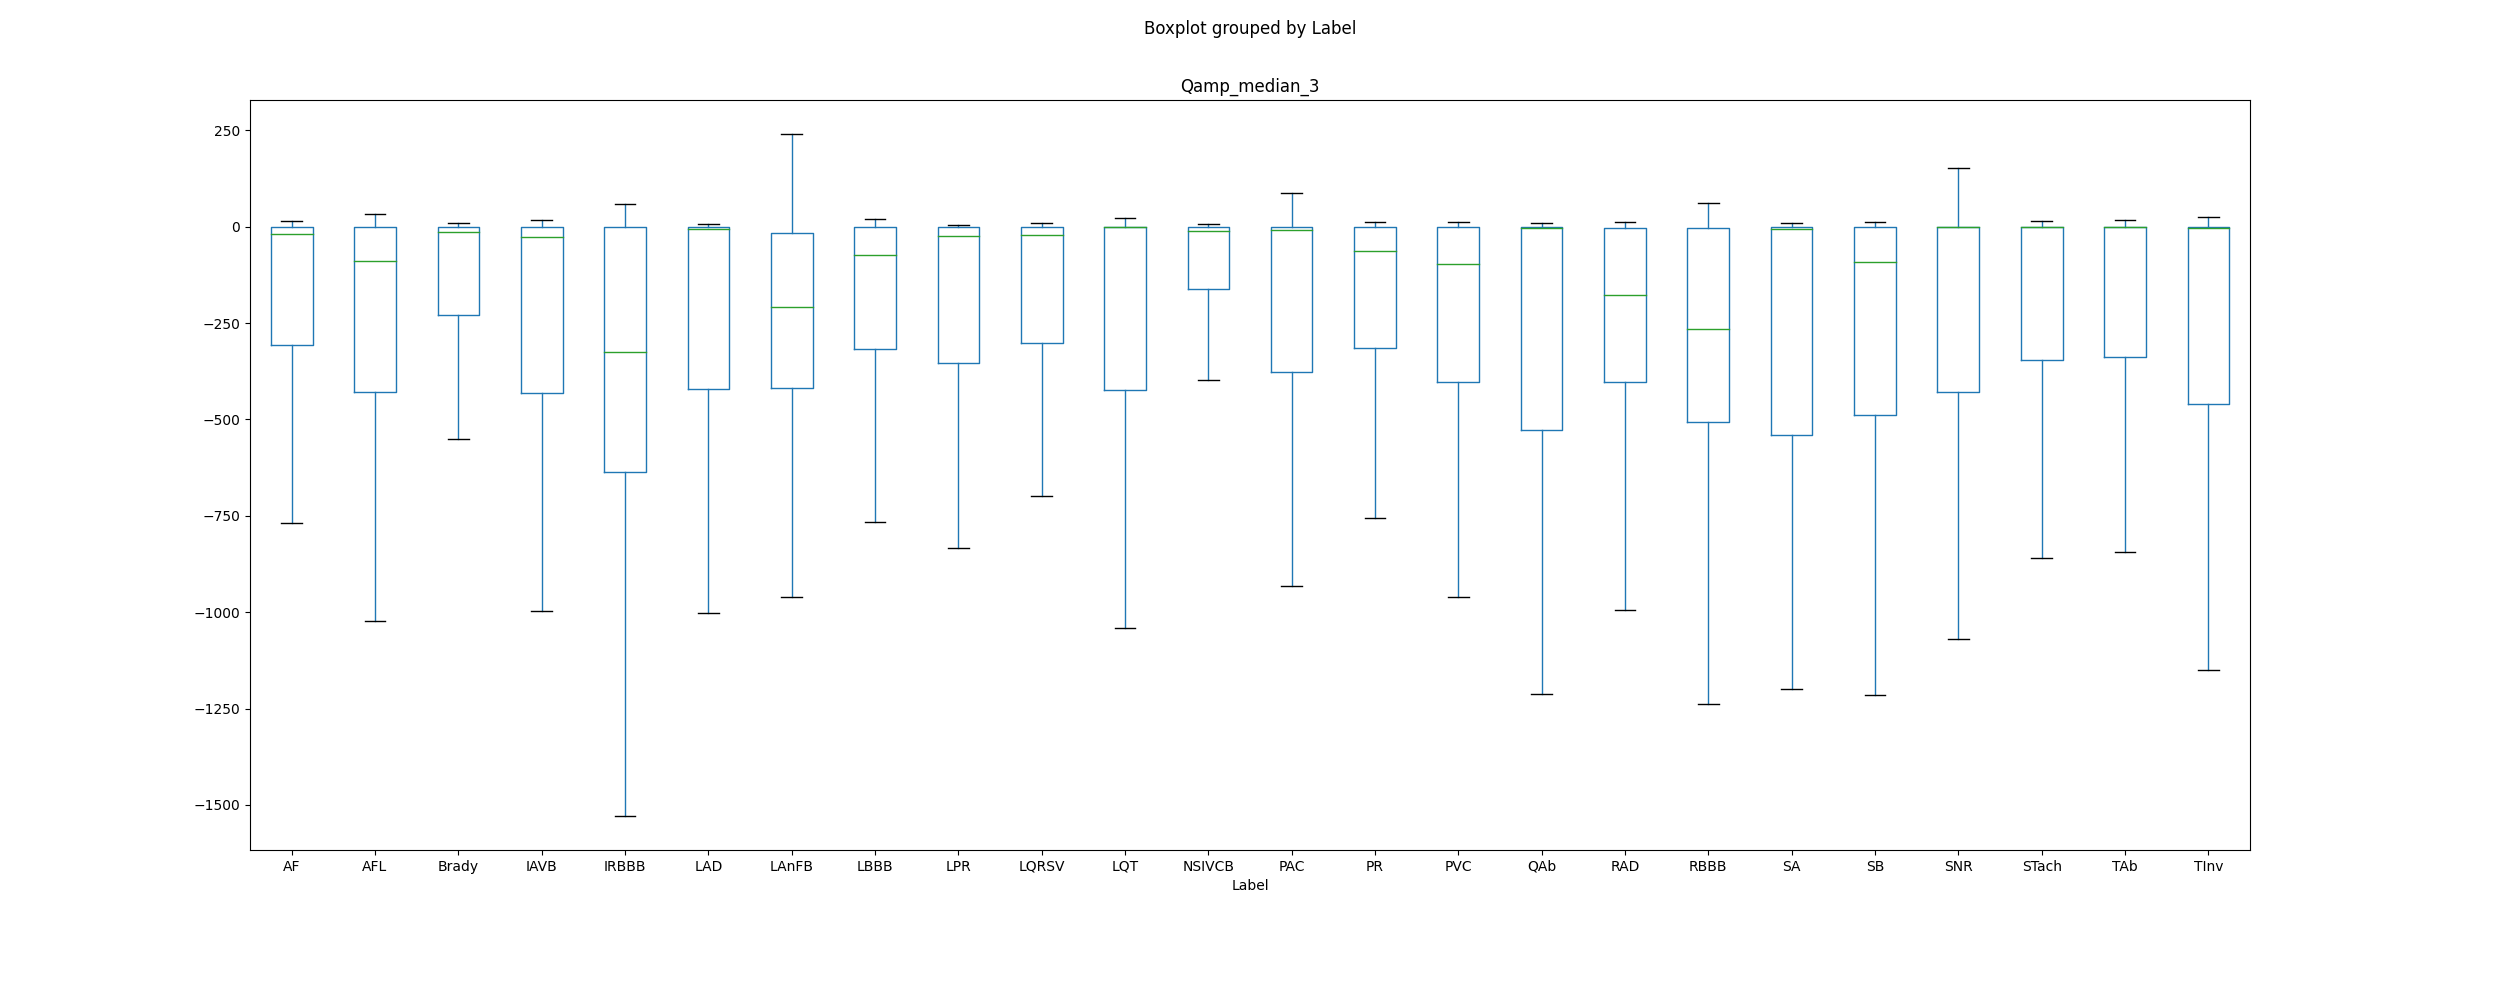 Boxplot grouped by Label
Qamp_median_3
250
0
−250
−500
−750
−1000
−1250
−1500
AF AFL Brady IAVB IRBBB LAD LAnFB LBBB LPR LQRSV LQT NSIVCB PAC PR PVC QAb RAD RBBB SA SB SNR STach TAb TInv
Label